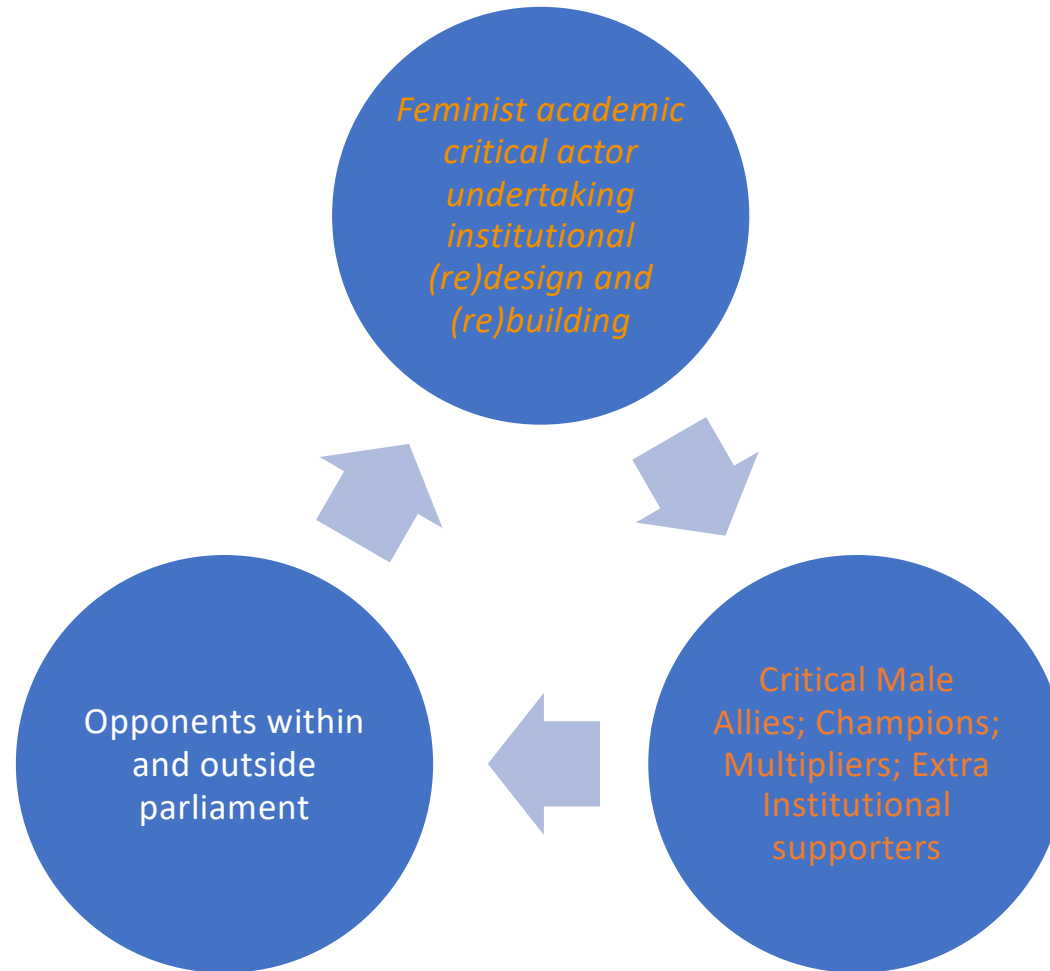 Feminist academic
critical actor
undertaking
institutional
(re)design and
(re)building
Critical Male
Allies; Champions;
Multipliers; Extra
Institutional
supporters
Opponents within
and outside
parliament